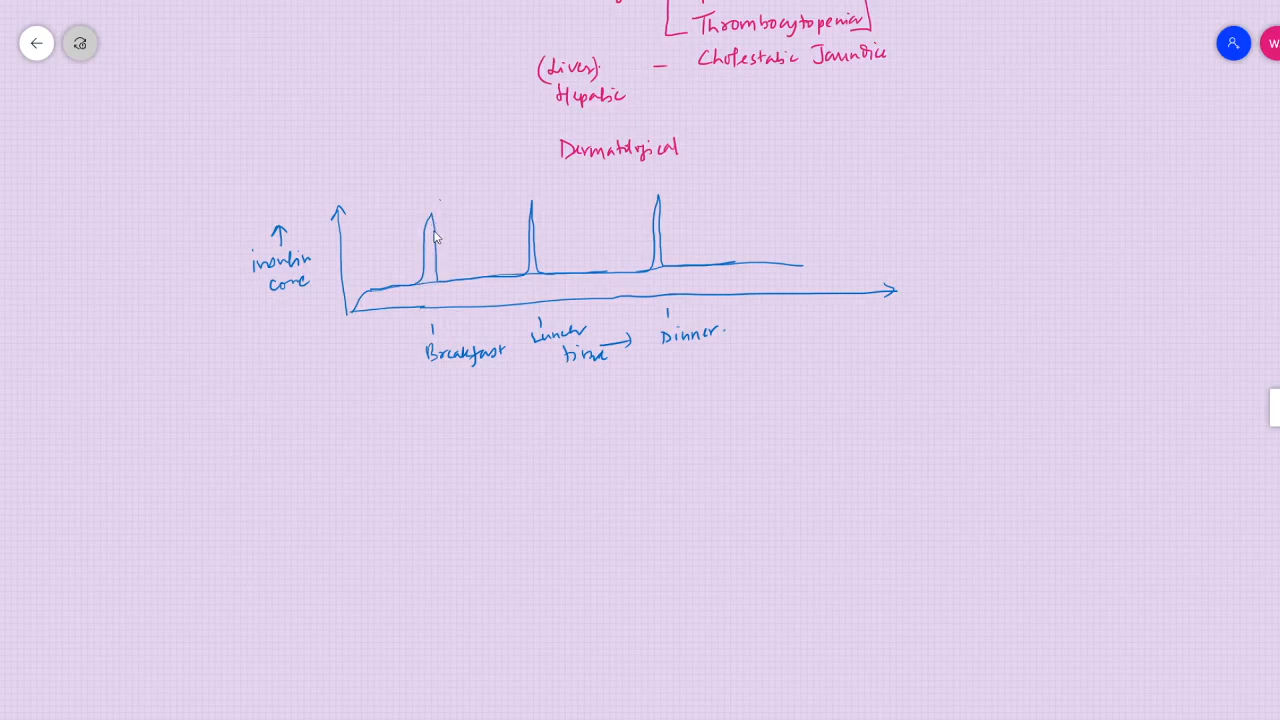 Thrombocytopenia
(Liver) - Cholestatic Jaundice
Hepatic
Dermatological
insulin
conc
Breakfast
Lunch
time
Dinner.
W